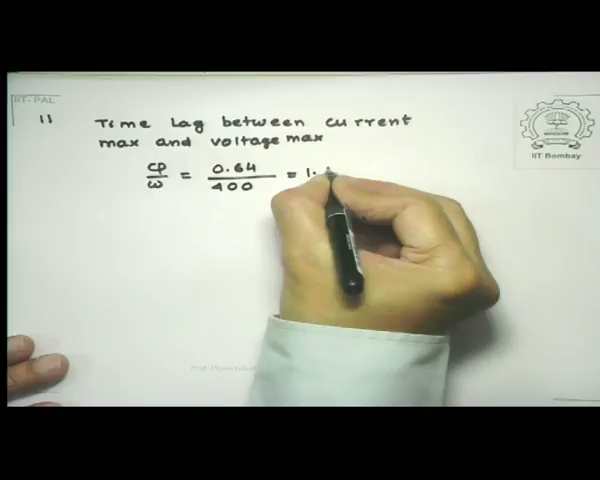 IIT-PAL
11 Time lag between current
max and voltage max
φ/ω = 0.64/400 = 1.
IIT Bombay